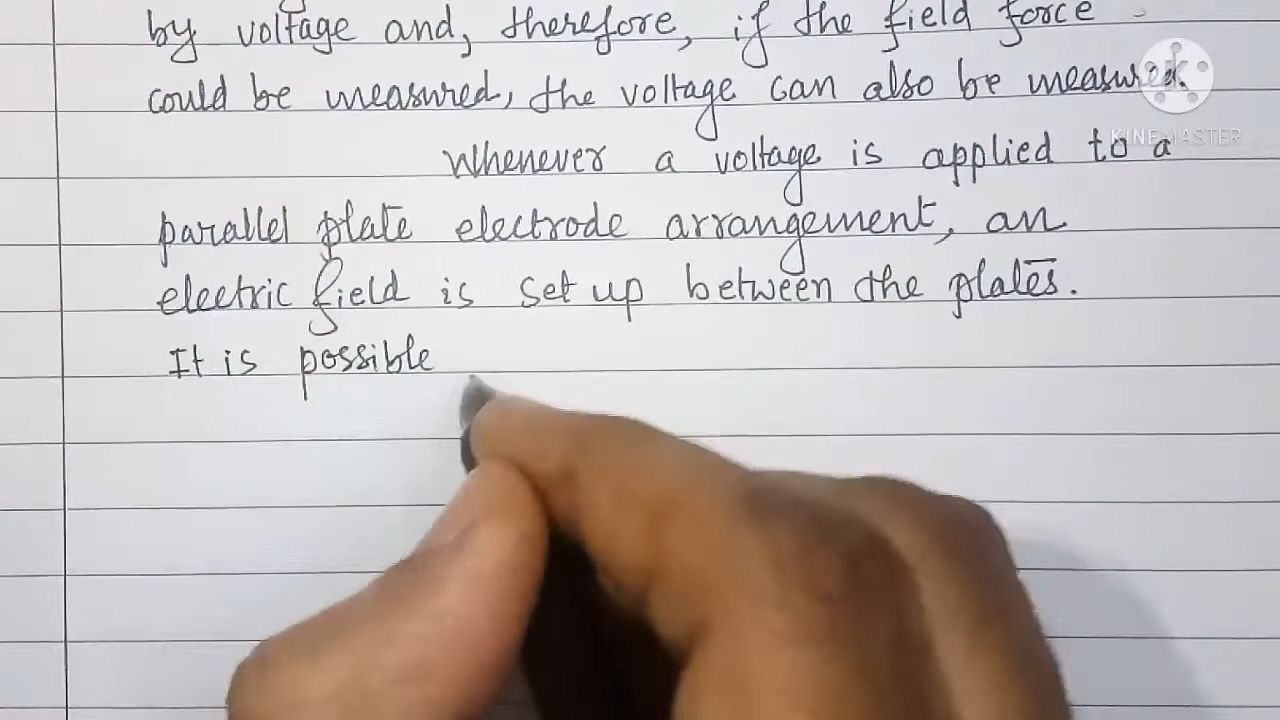 by voltage and, therefore, if the field force
could be measured, the voltage can also be measured.
Whenever a voltage is applied to a
parallel plate electrode arrangement, an
electric field is set up between the plates.
It is possible
KINEMASTER